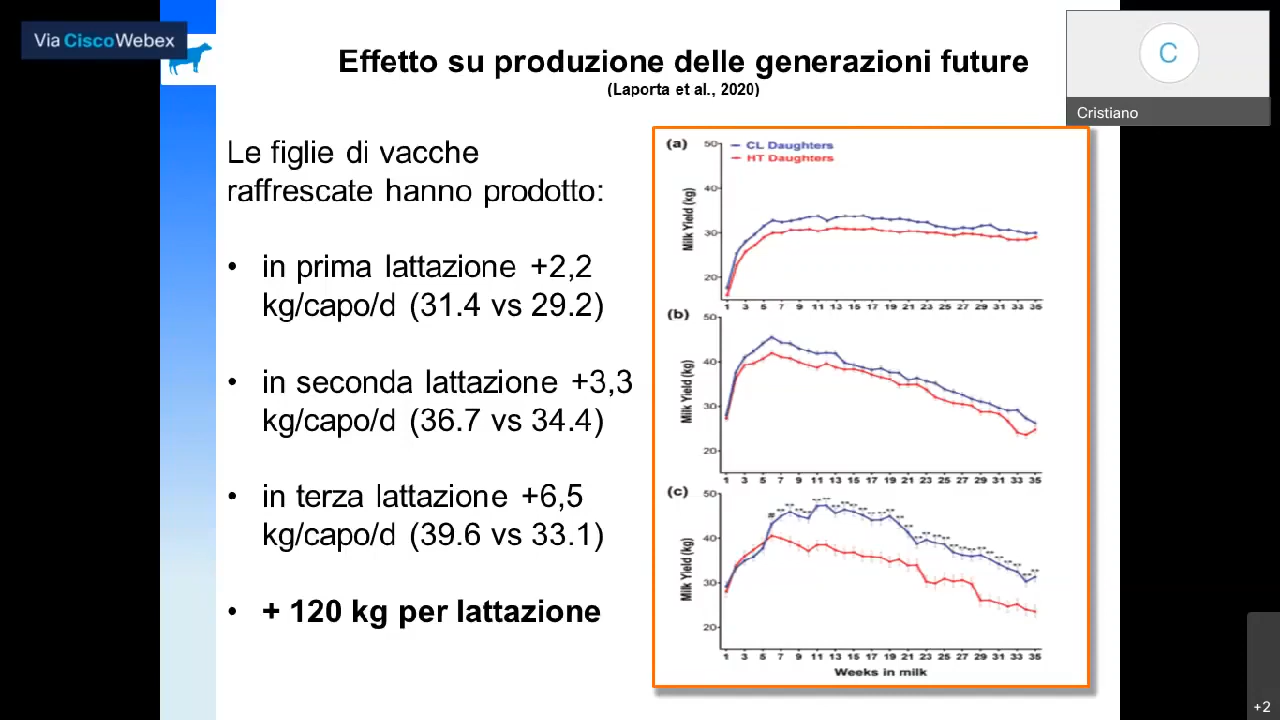 Via CiscoWebex
Effetto su produzione delle generazioni future
(Laporta et al., 2020)
C
Cristiano
Le figlie di vacche
raffrescate hanno prodotto:
• in prima lattazione +2,2
kg/capo/d (31.4 vs 29.2)
• in seconda lattazione +3,3
kg/capo/d (36.7 vs 34.4)
• in terza lattazione +6,5
kg/capo/d (39.6 vs 33.1)
• + 120 kg per lattazione
(a)
CL Daughters
HT Daughters
Milk Yield (kg)
50
40
30
20
1 3 5 7 9 11 13 15 17 19 21 23 25 27 29 31 33 35
(b)
Milk Yield (kg)
50
40
30
20
1 3 5 7 9 11 13 15 17 19 21 23 25 27 29 31 33 35
(c)
Milk Yield (kg)
50
40
30
20
1 3 5 7 9 11 13 15 17 19 21 23 25 27 29 31 33 35
Weeks in milk
+2